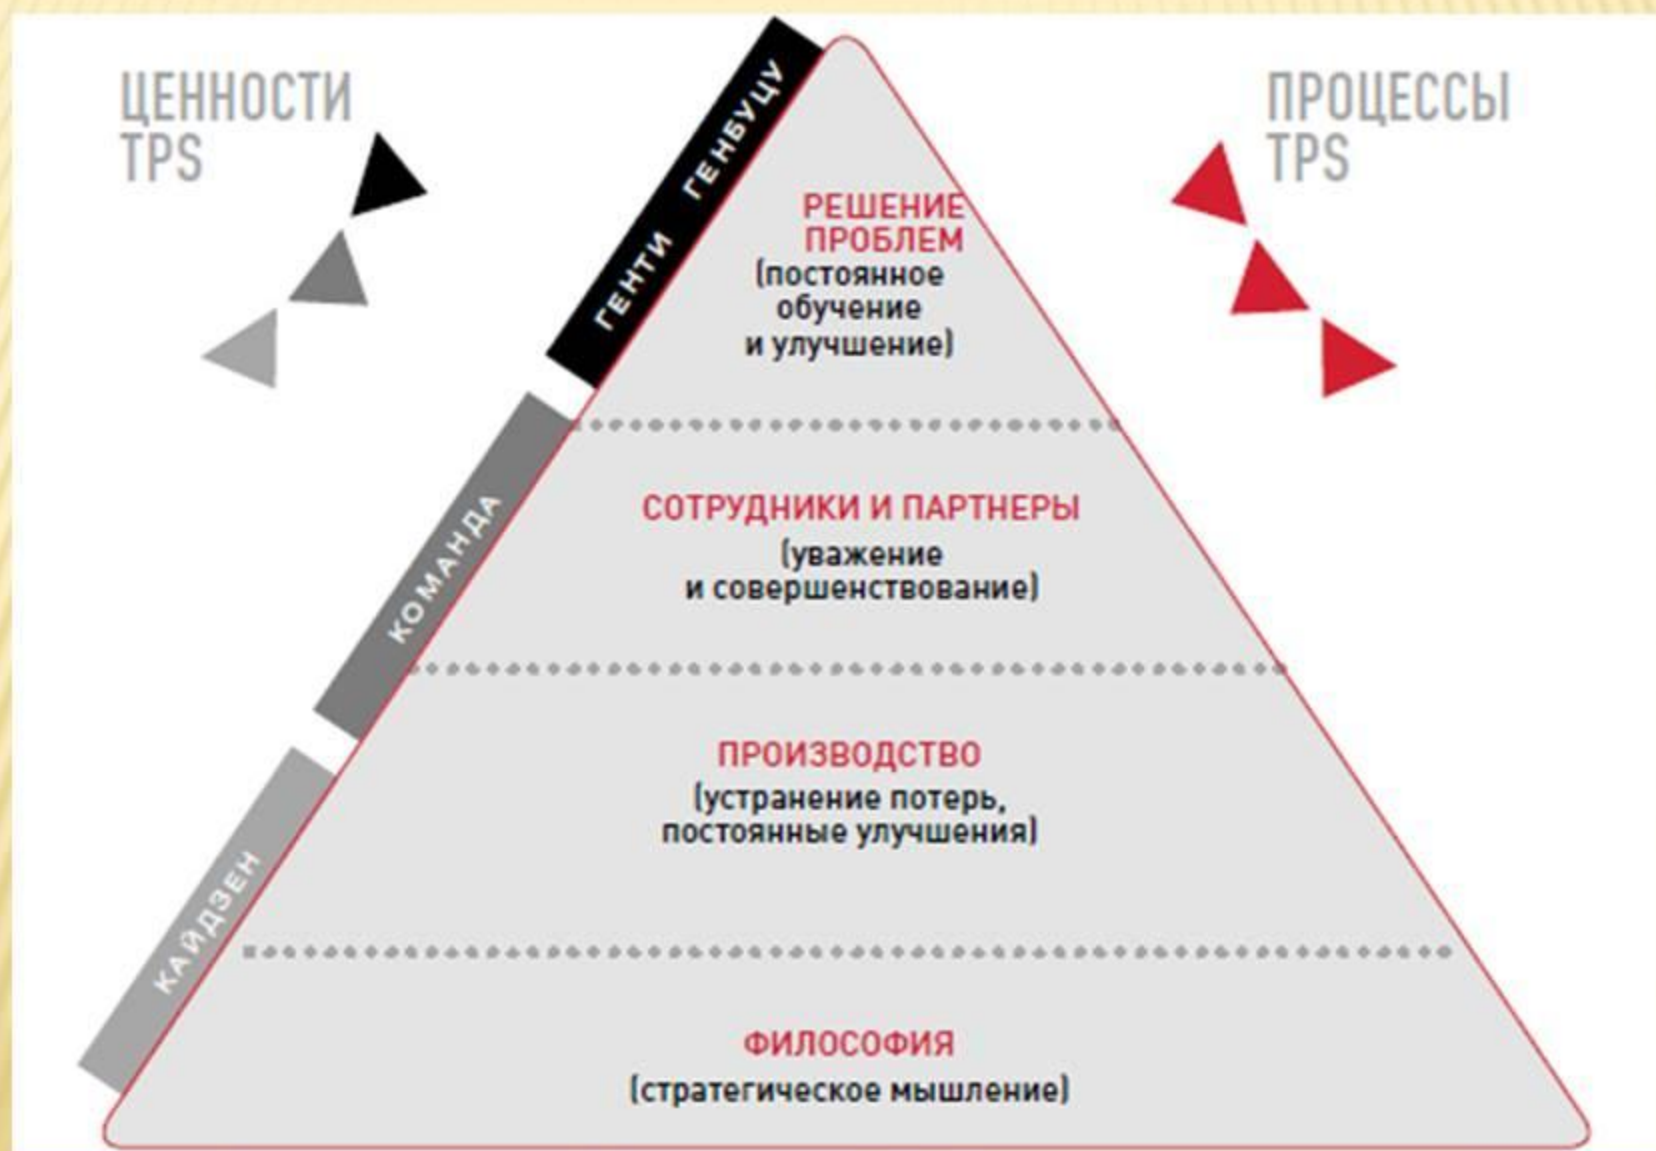 ЦЕННОСТИ
TPS
ПРОЦЕССЫ
TPS
ГЕНТИ ГЕНБУЦУ
КОМАНДА
КАЙДЗЕН
РЕШЕНИЕ
ПРОБЛЕМ
(постоянное
обучение
и улучшение)
СОТРУДНИКИ И ПАРТНЕРЫ
(уважение
и совершенствование)
ПРОИЗВОДСТВО
(устранение потерь,
постоянные улучшения)
ФИЛОСОФИЯ
(стратегическое мышление)